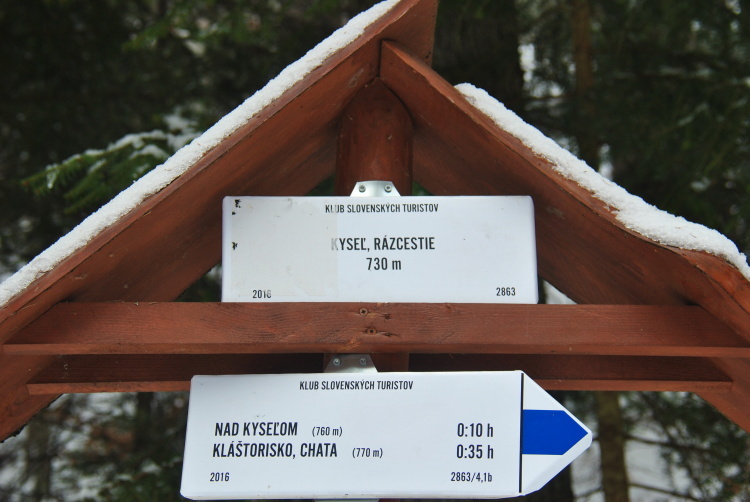 KLUB SLOVENSKÝCH TURISTOV
KYSEĽ, RÁZCESTIE
730 m
2016 2863
KLUB SLOVENSKÝCH TURISTOV
NAD KYSEĽOM (760 m) 0:10 h
KLÁŠTORISKO, CHATA (770 m) 0:35 h
2016 2863/4,1b